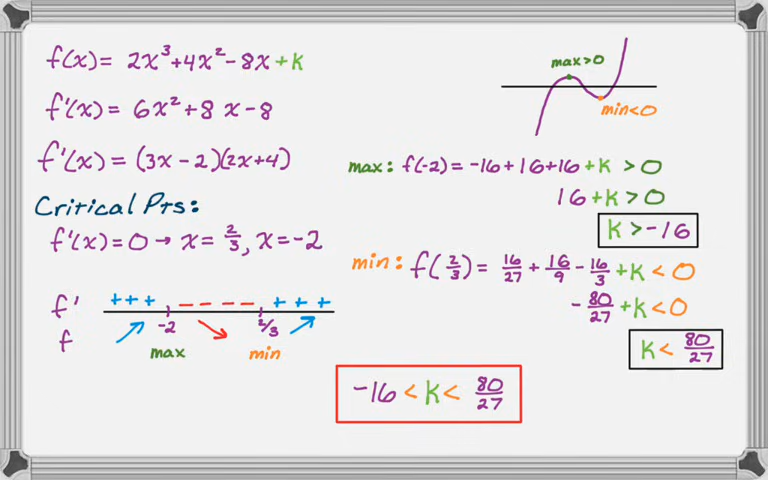 f(x) = 2x³+4x²-8x+k
f'(x) = 6x²+8x-8
f'(x) = (3x-2)(2x+4)
Critical Pts:
f'(x)=0 → x= 2/3, x=-2
f' +++ ---- +++
-2 2/3
f
max min
max>0
min<0
max: f(-2) = -16+16+16+k >0
16+k>0
k>-16
min: f(2/3) = 16/27 + 16/9 - 16/3 +k <0
-80/27 +k<0
k< 80/27
-16 < k < 80/27